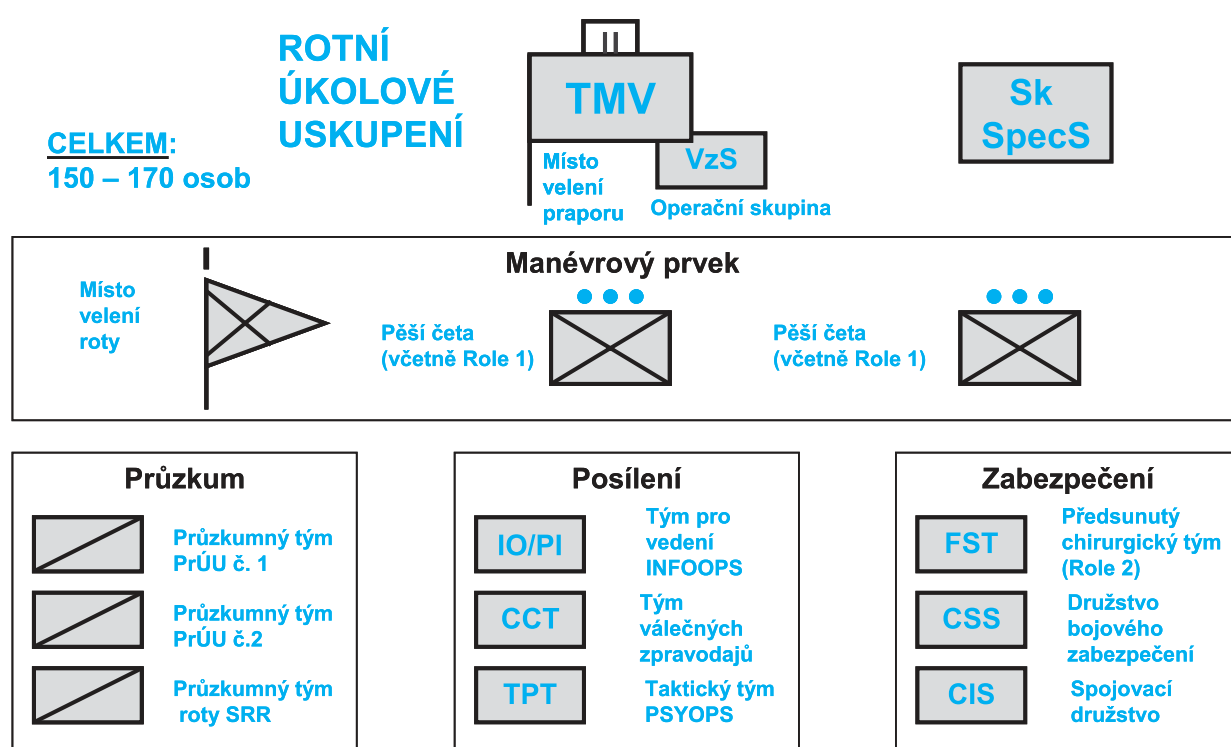 ROTNÍ
ÚKOLOVÉ
USKUPENÍ
CELKEM:
150 – 170 osob
TMV
Místo
velení
praporu
VzS
Operační skupina
Sk
SpecS
Manévrový prvek
Místo
velení
roty
Pěší četa
(včetně Role 1)
Pěší četa
(včetně Role 1)
Průzkum
Průzkumný tým
PrÚU č. 1
Průzkumný tým
PrÚU č.2
Průzkumný tým
roty SRR
Posílení
IO/PI
Tým pro
vedení
INFOOPS
CCT
Tým
válečných
zpravodajů
TPT
Taktický tým
PSYOPS
Zabezpečení
FST
Předsunutý
chirurgický tým
(Role 2)
CSS
Družstvo
bojového
zabezpečení
CIS
Spojovací
družstvo